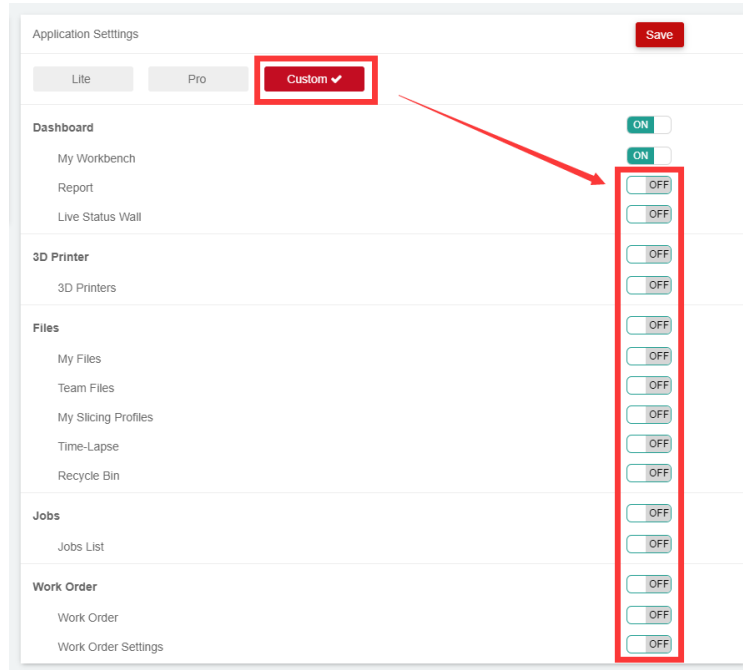 Application Setttings Save
Lite Pro Custom
Dashboard ON
My Workbench ON
Report OFF
Live Status Wall OFF
3D Printer OFF
3D Printers OFF
Files OFF
My Files OFF
Team Files OFF
My Slicing Profiles OFF
Time-Lapse OFF
Recycle Bin OFF
Jobs OFF
Jobs List OFF
Work Order OFF
Work Order OFF
Work Order Settings OFF